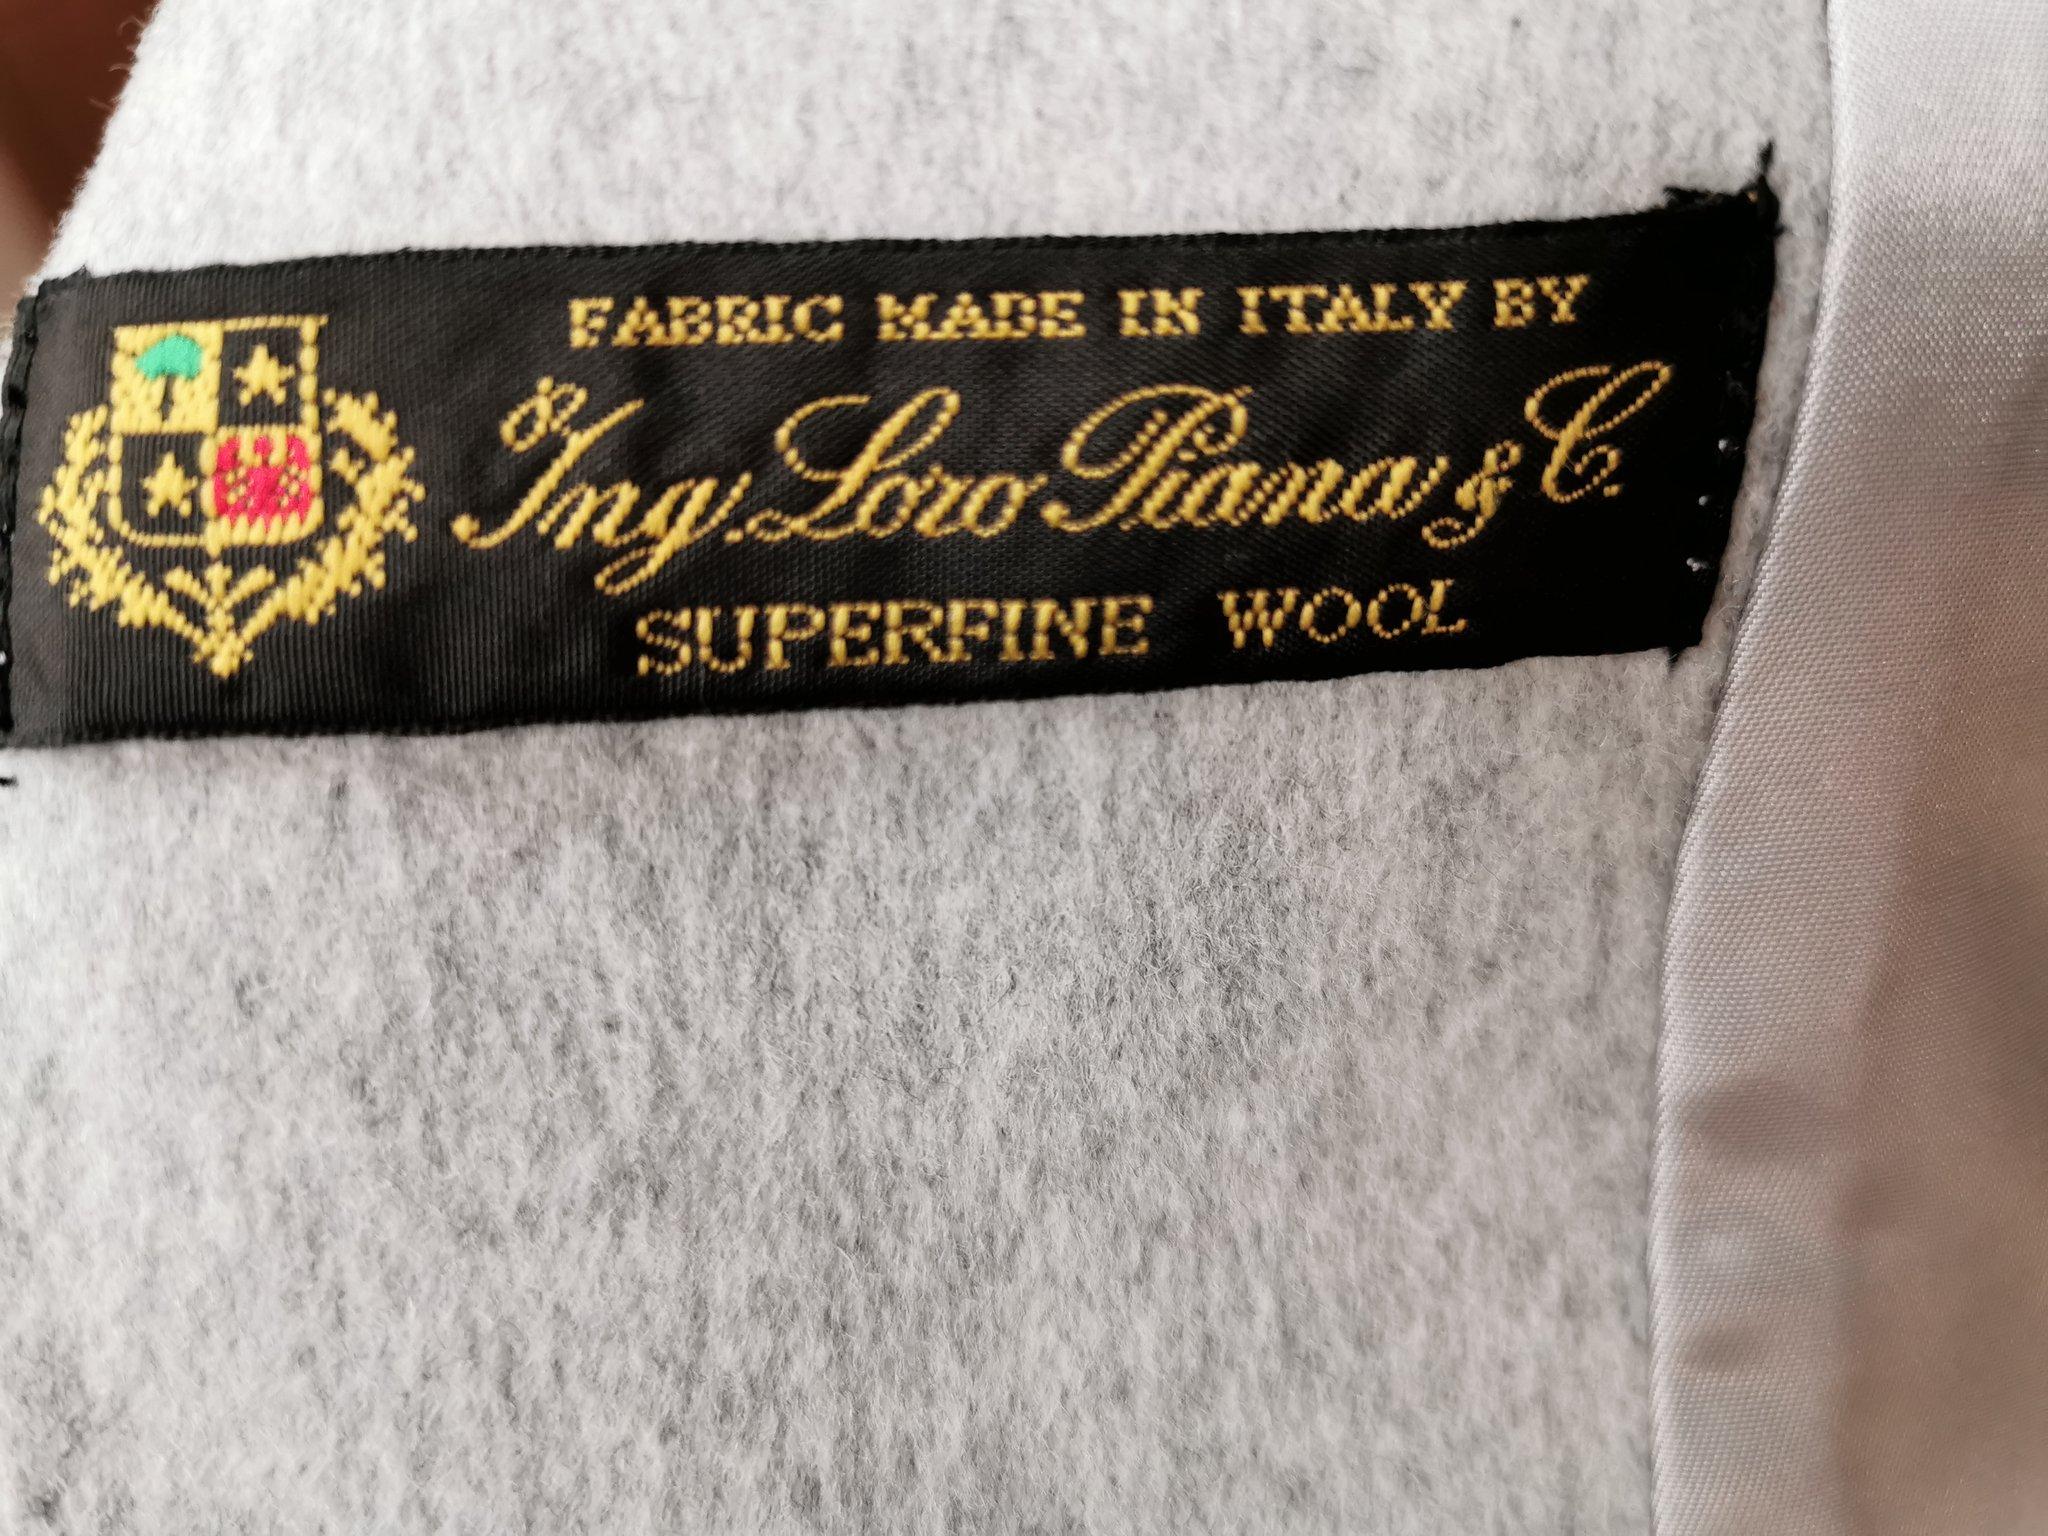 FABRIC MADE IN ITALY BY
Ing. Loro Piana & C.
SUPERFINE WOOL